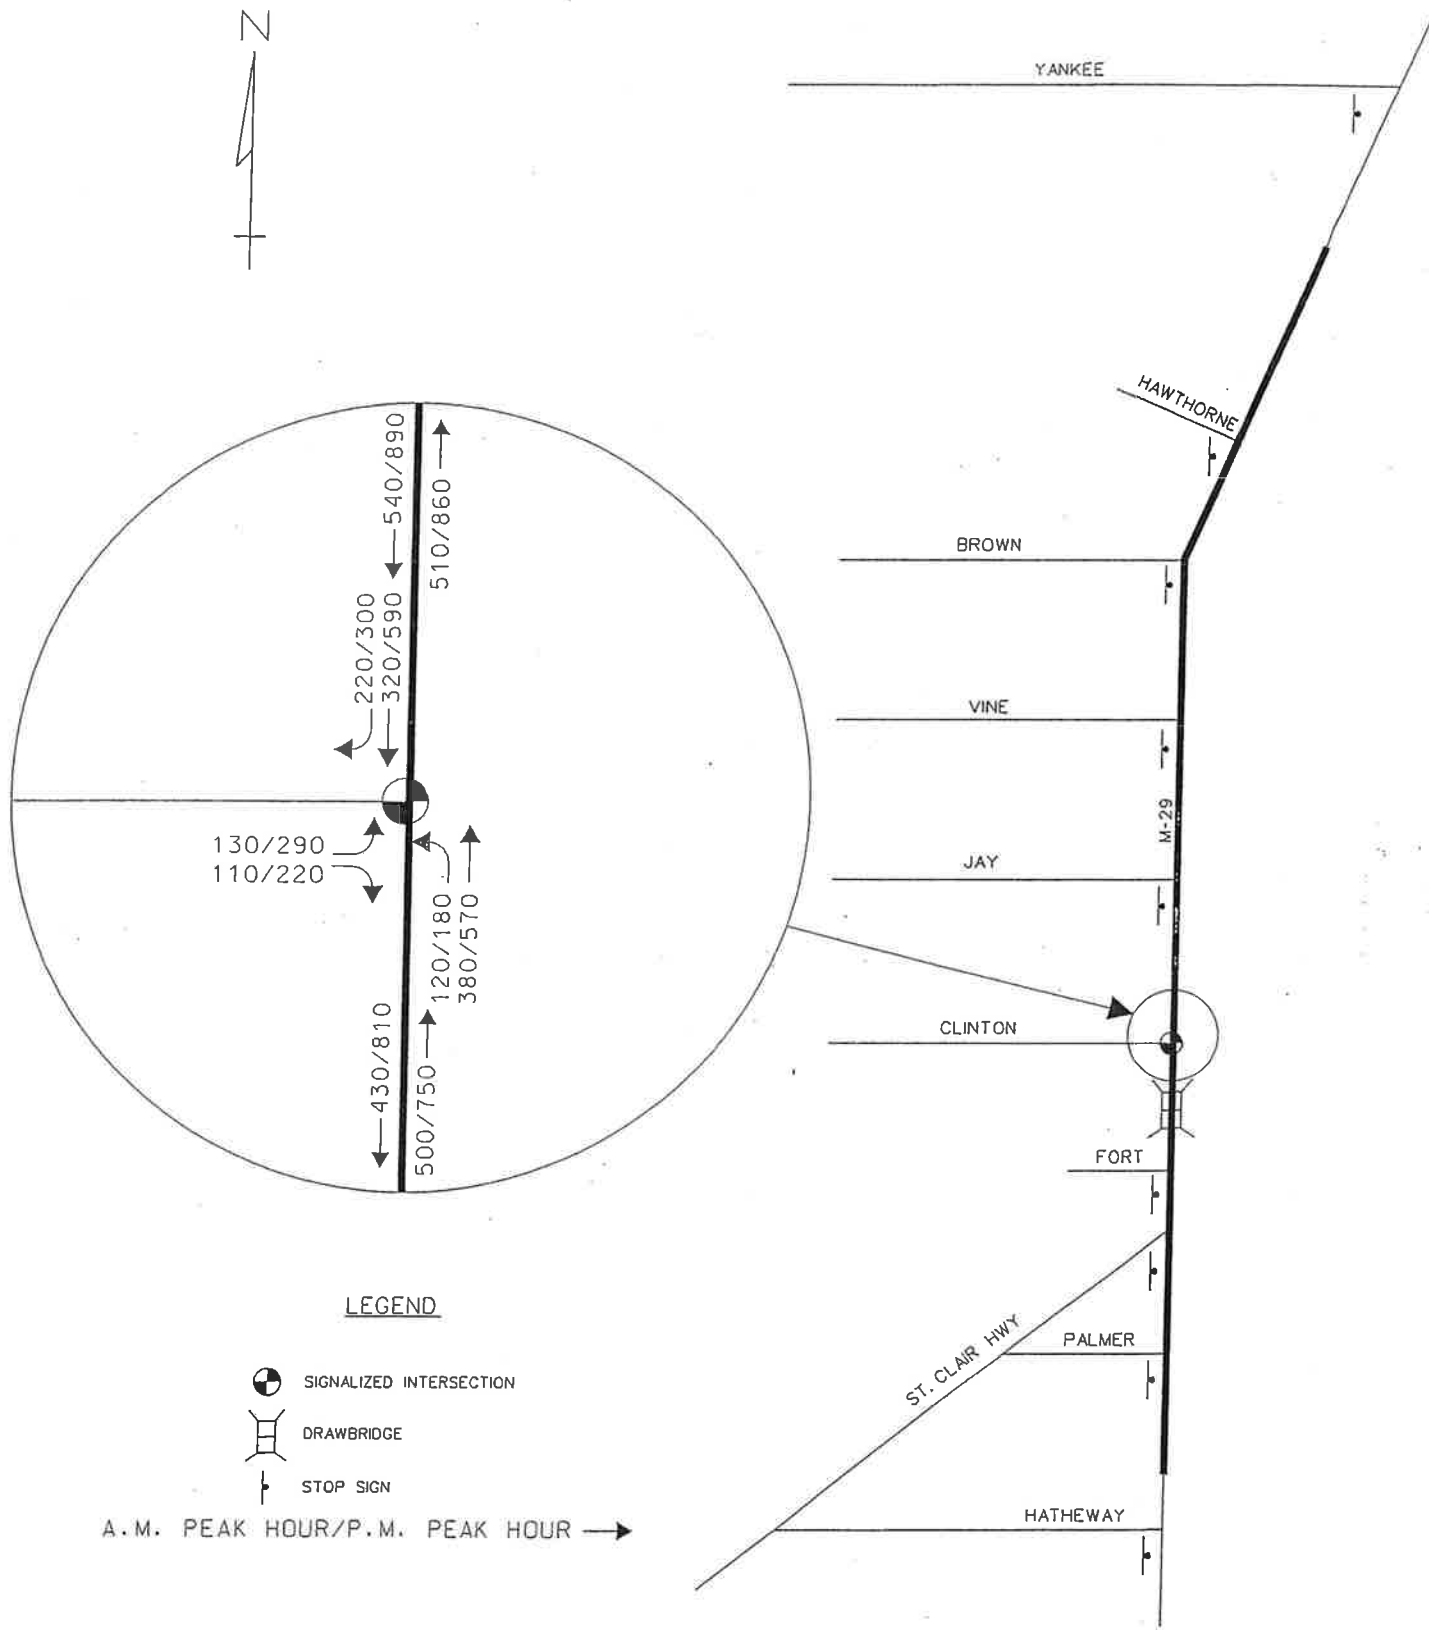 N
YANKEE
HAWTHORNE
BROWN
VINE
M-29
JAY
CLINTON
FORT
ST. CLAIR HWY
PALMER
HATHEWAY
540/890
510/860
220/300
320/590
130/290
110/220
120/180
380/570
430/810
500/750
LEGEND
SIGNALIZED INTERSECTION
DRAWBRIDGE
STOP SIGN
A.M. PEAK HOUR/P.M. PEAK HOUR